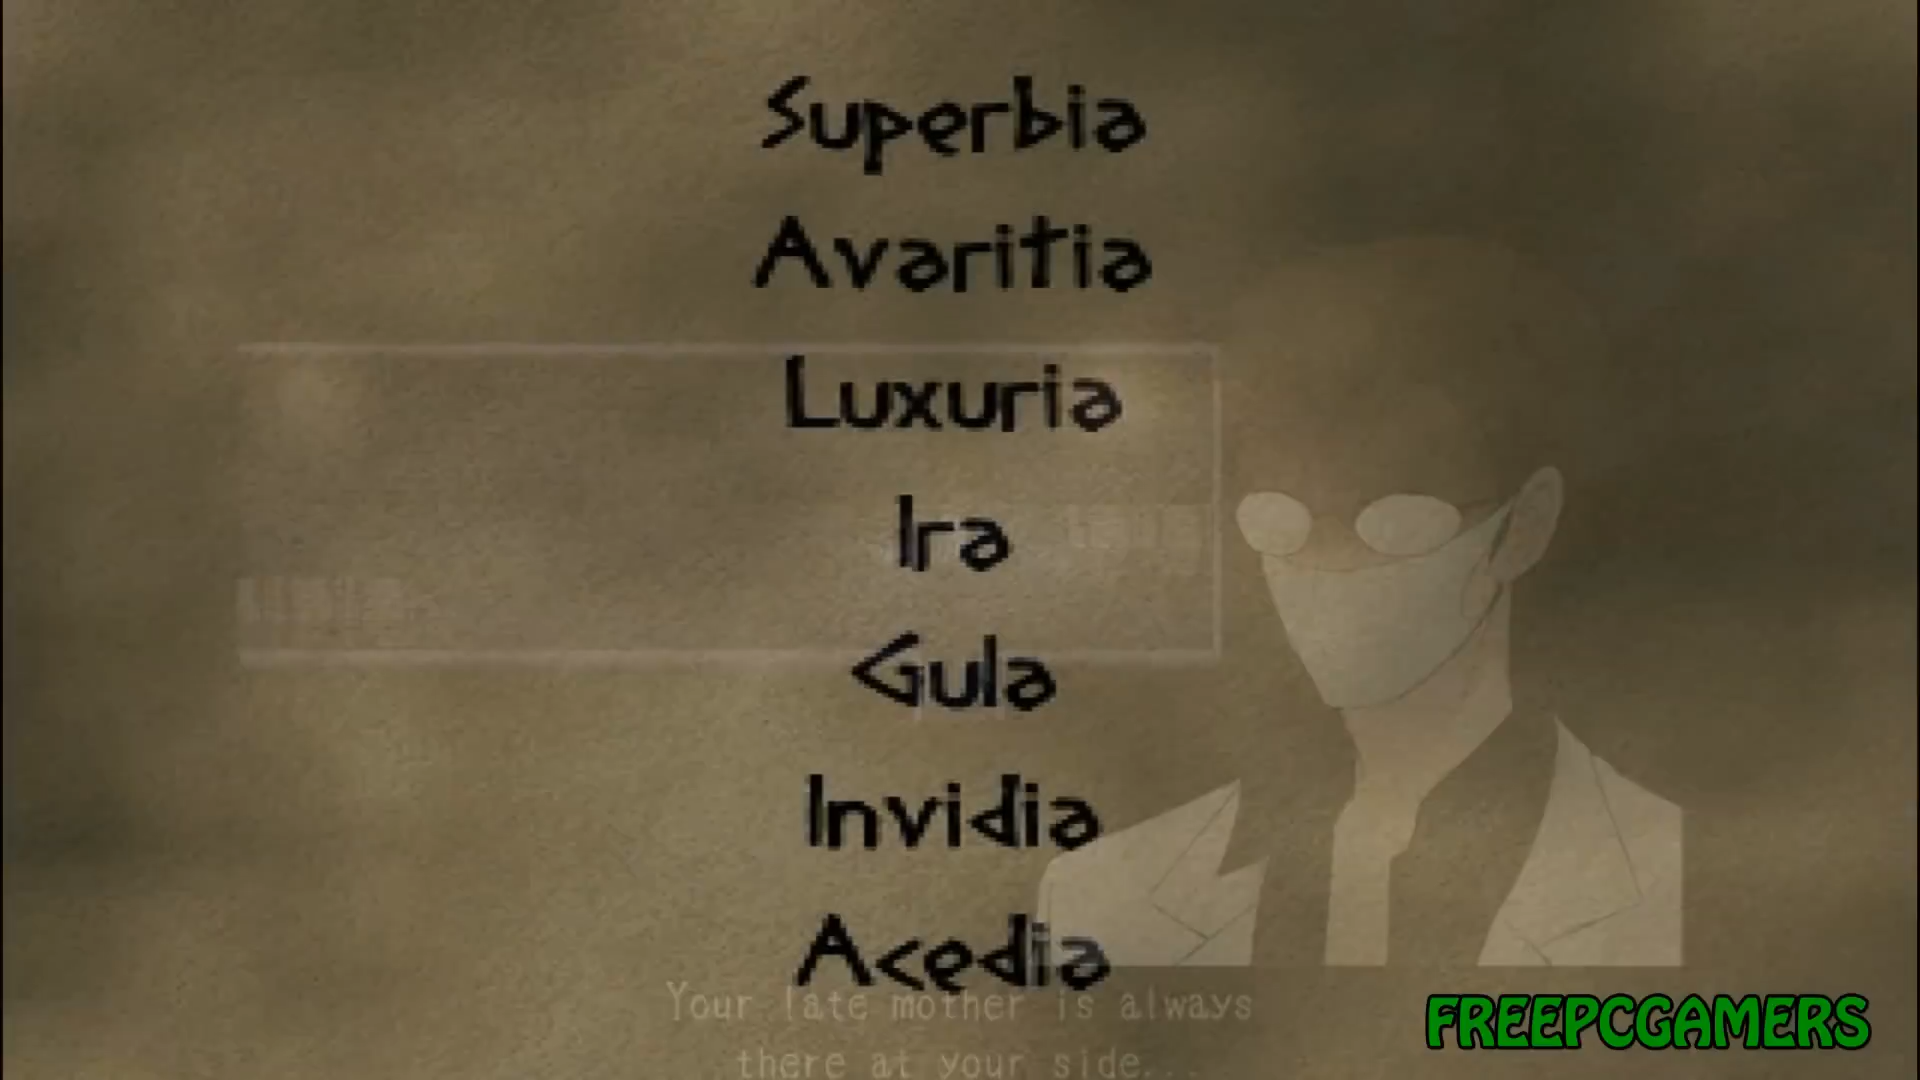 Superbia
Avaritia
Luxuria
Ira
Gula
Invidia
Acedia
Your late mother is always
there at your side...
FREEPCGAMERS